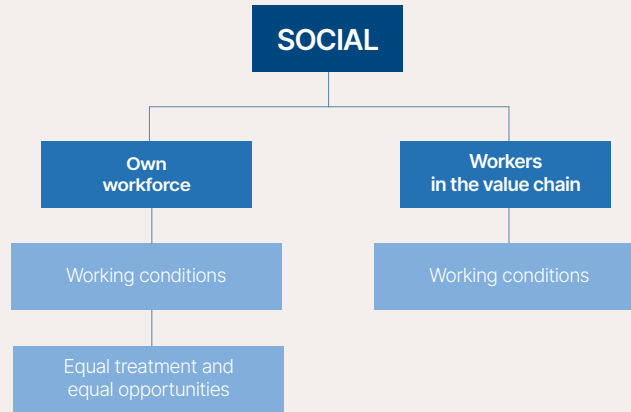 SOCIAL
Own
workforce
Workers
in the value chain
Working conditions
Working conditions
Equal treatment and
equal opportunities